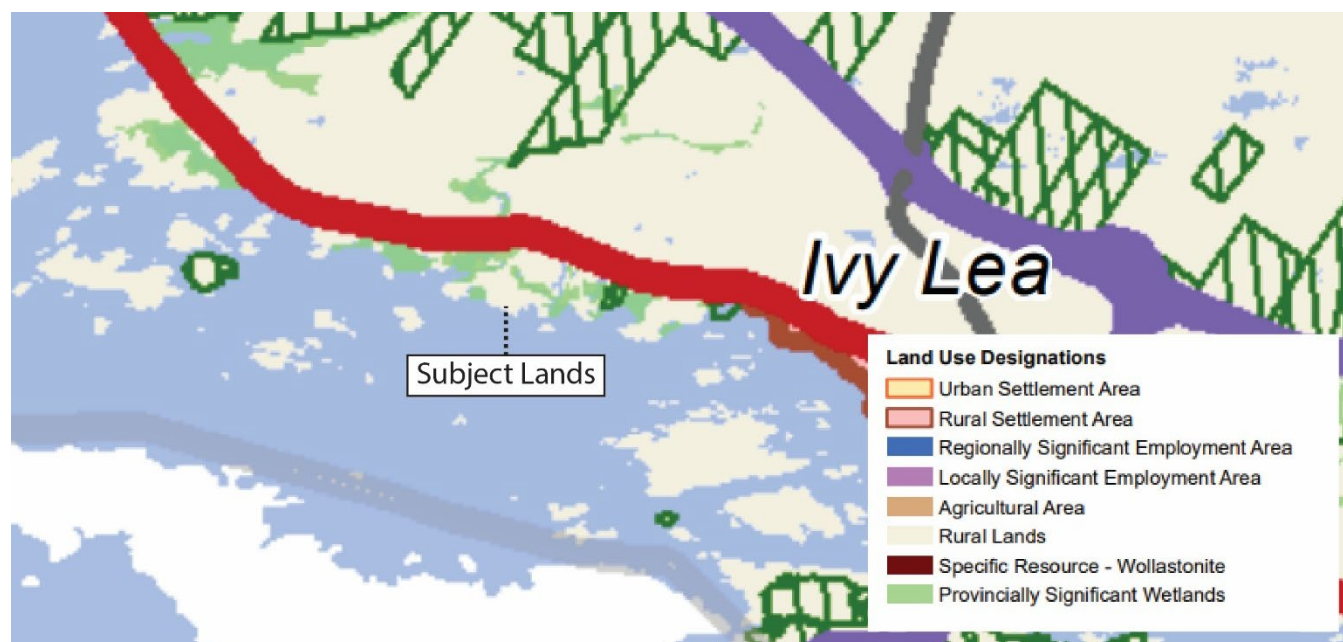 Ivy Lea
Subject Lands
Land Use Designations
Urban Settlement Area
Rural Settlement Area
Regionally Significant Employment Area
Locally Significant Employment Area
Agricultural Area
Rural Lands
Specific Resource - Wollastonite
Provincially Significant Wetlands